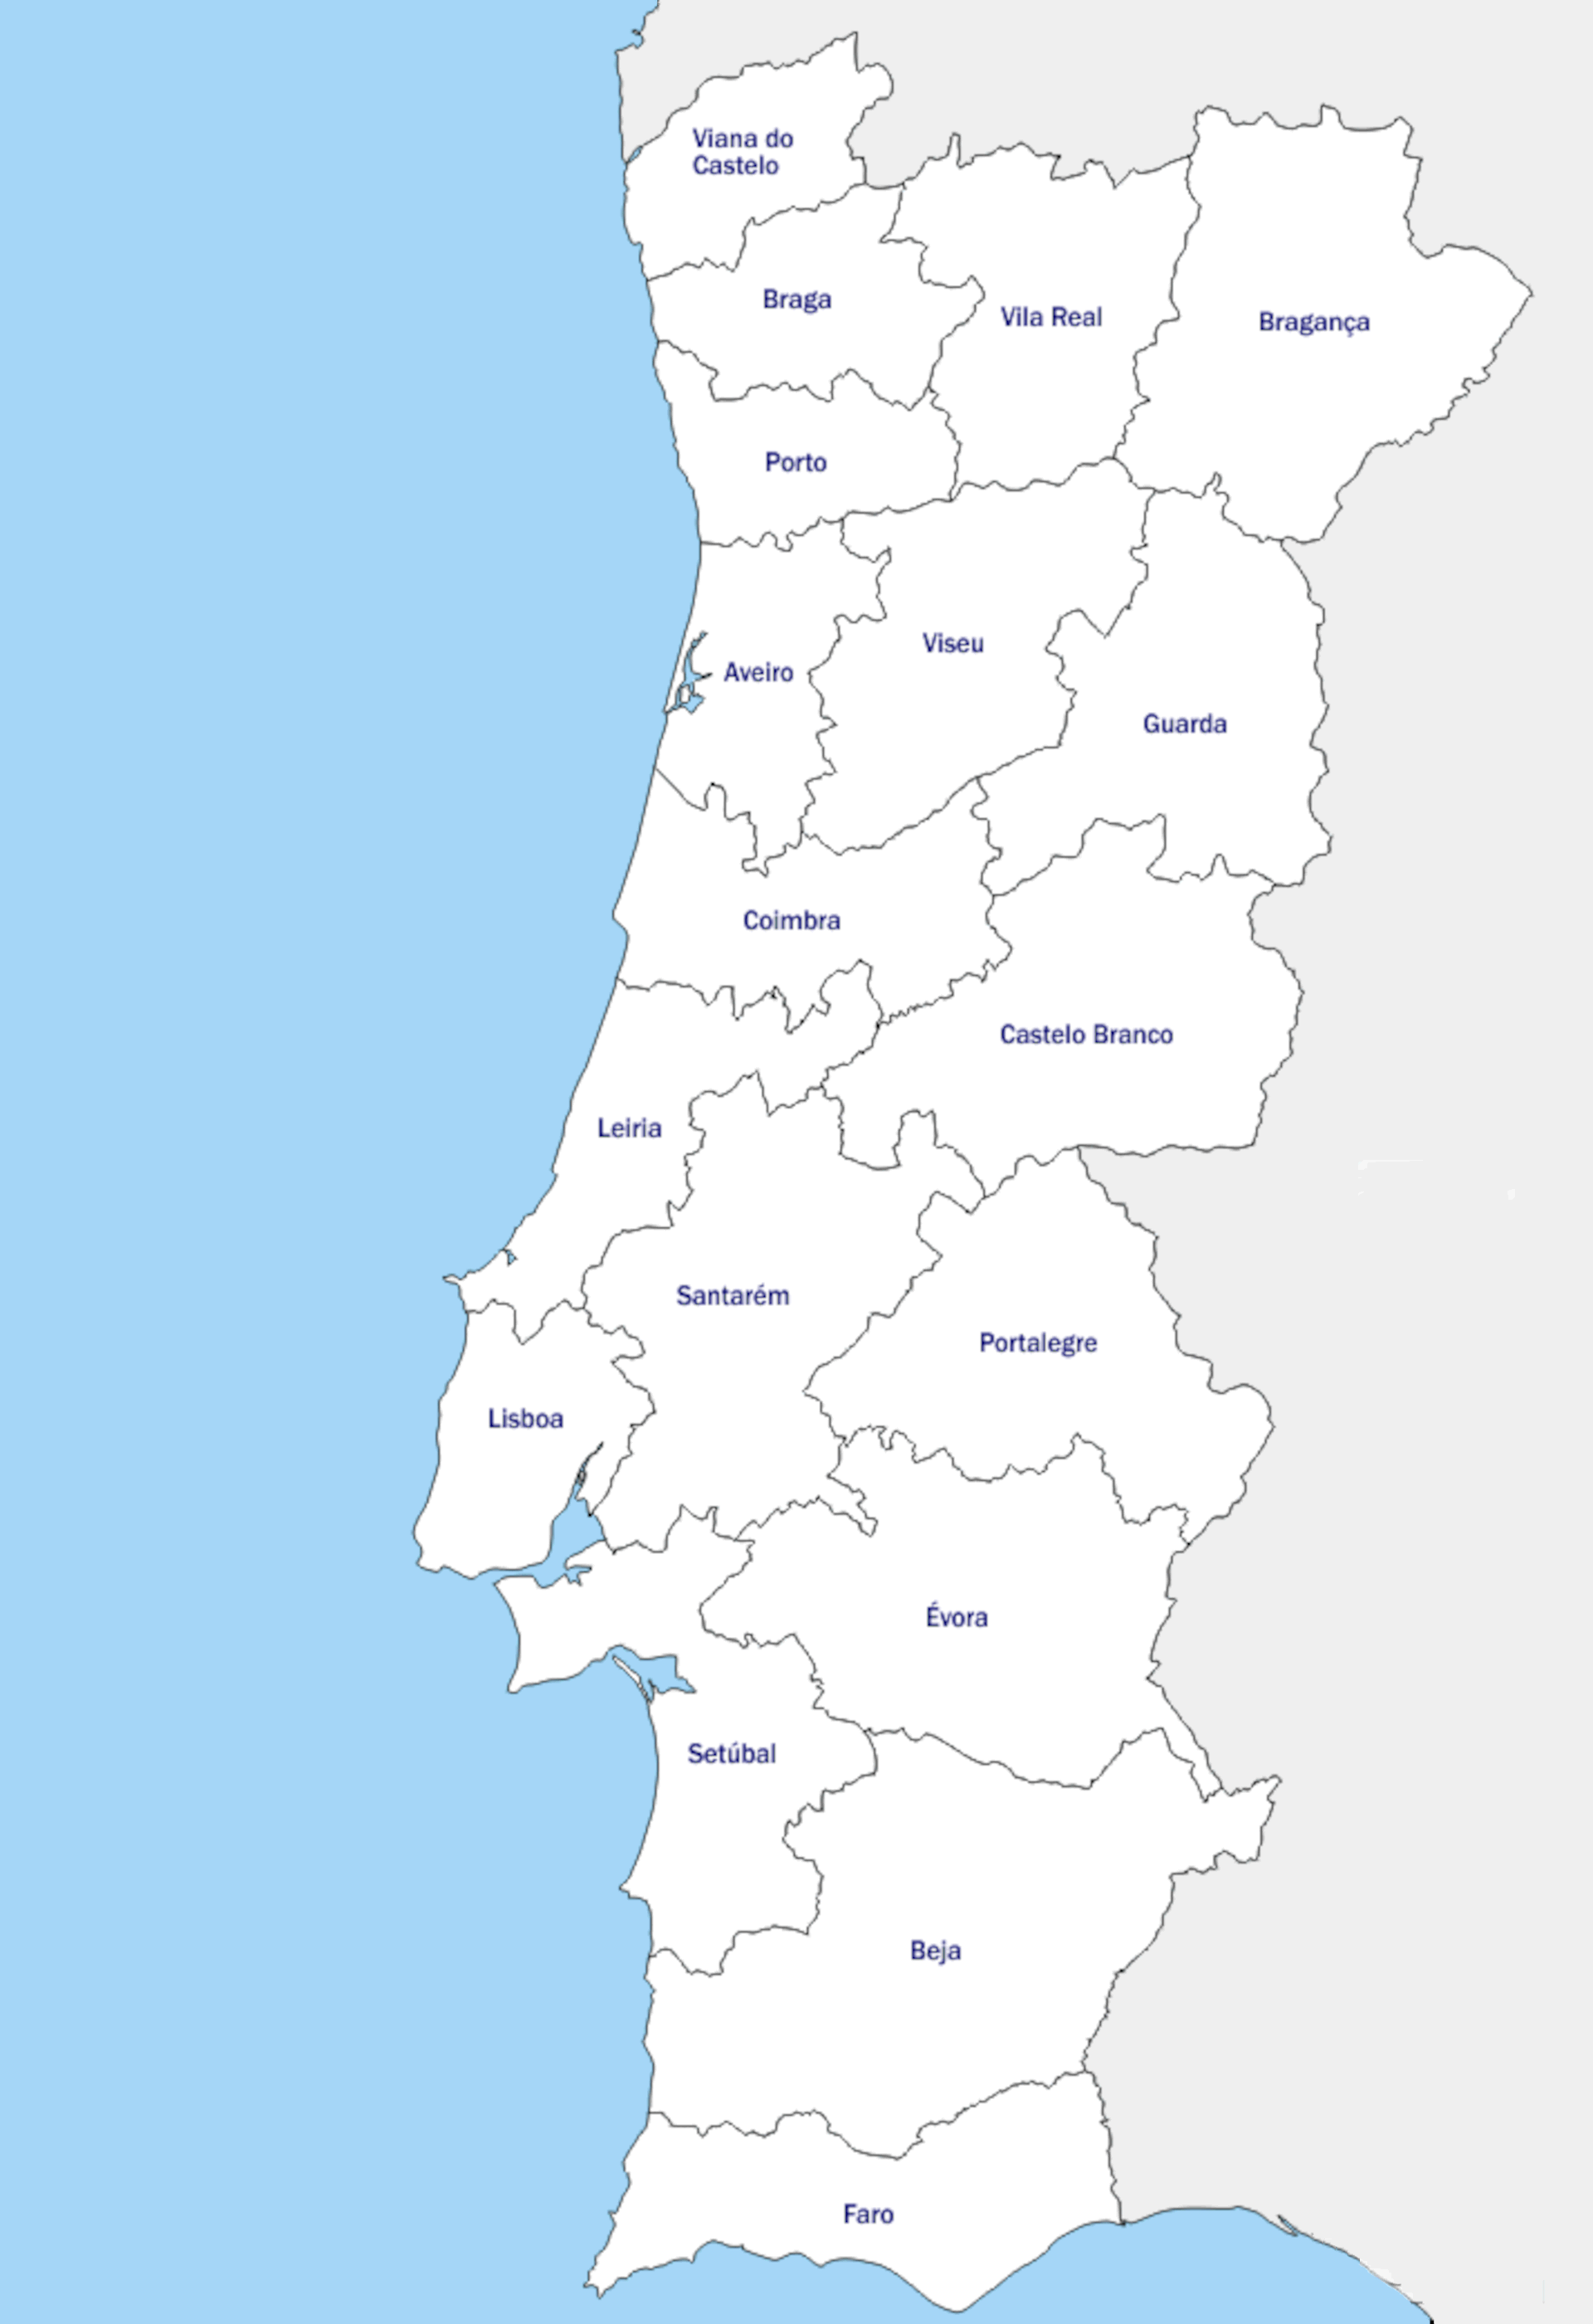 Viana do
Castelo
Braga
Vila Real
Bragança
Porto
Viseu
Aveiro
Guarda
Coimbra
Castelo Branco
Leiria
Santarém
Portalegre
Lisboa
Évora
Setúbal
Beja
Faro